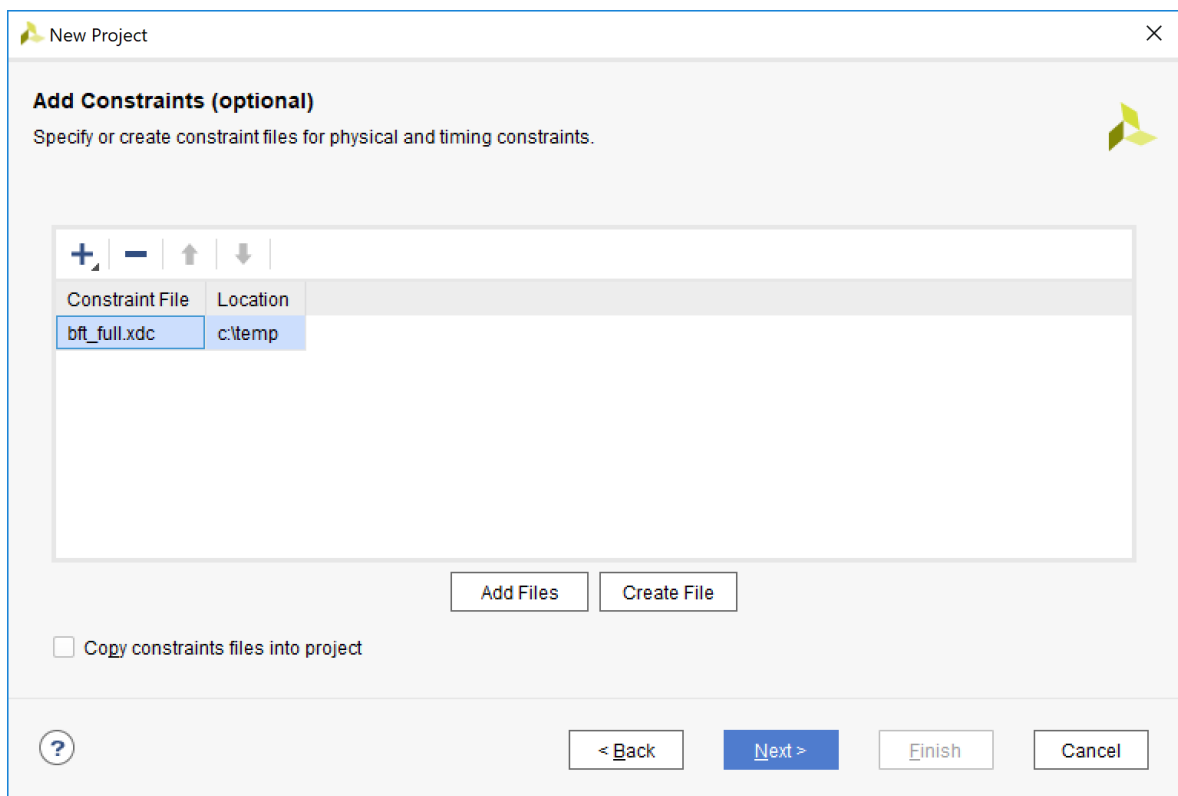 New Project
Add Constraints (optional)
Specify or create constraint files for physical and timing constraints.
Constraint File Location
bft_full.xdc c:\temp
Add Files Create File
Copy constraints files into project
? < Back Next > Finish Cancel